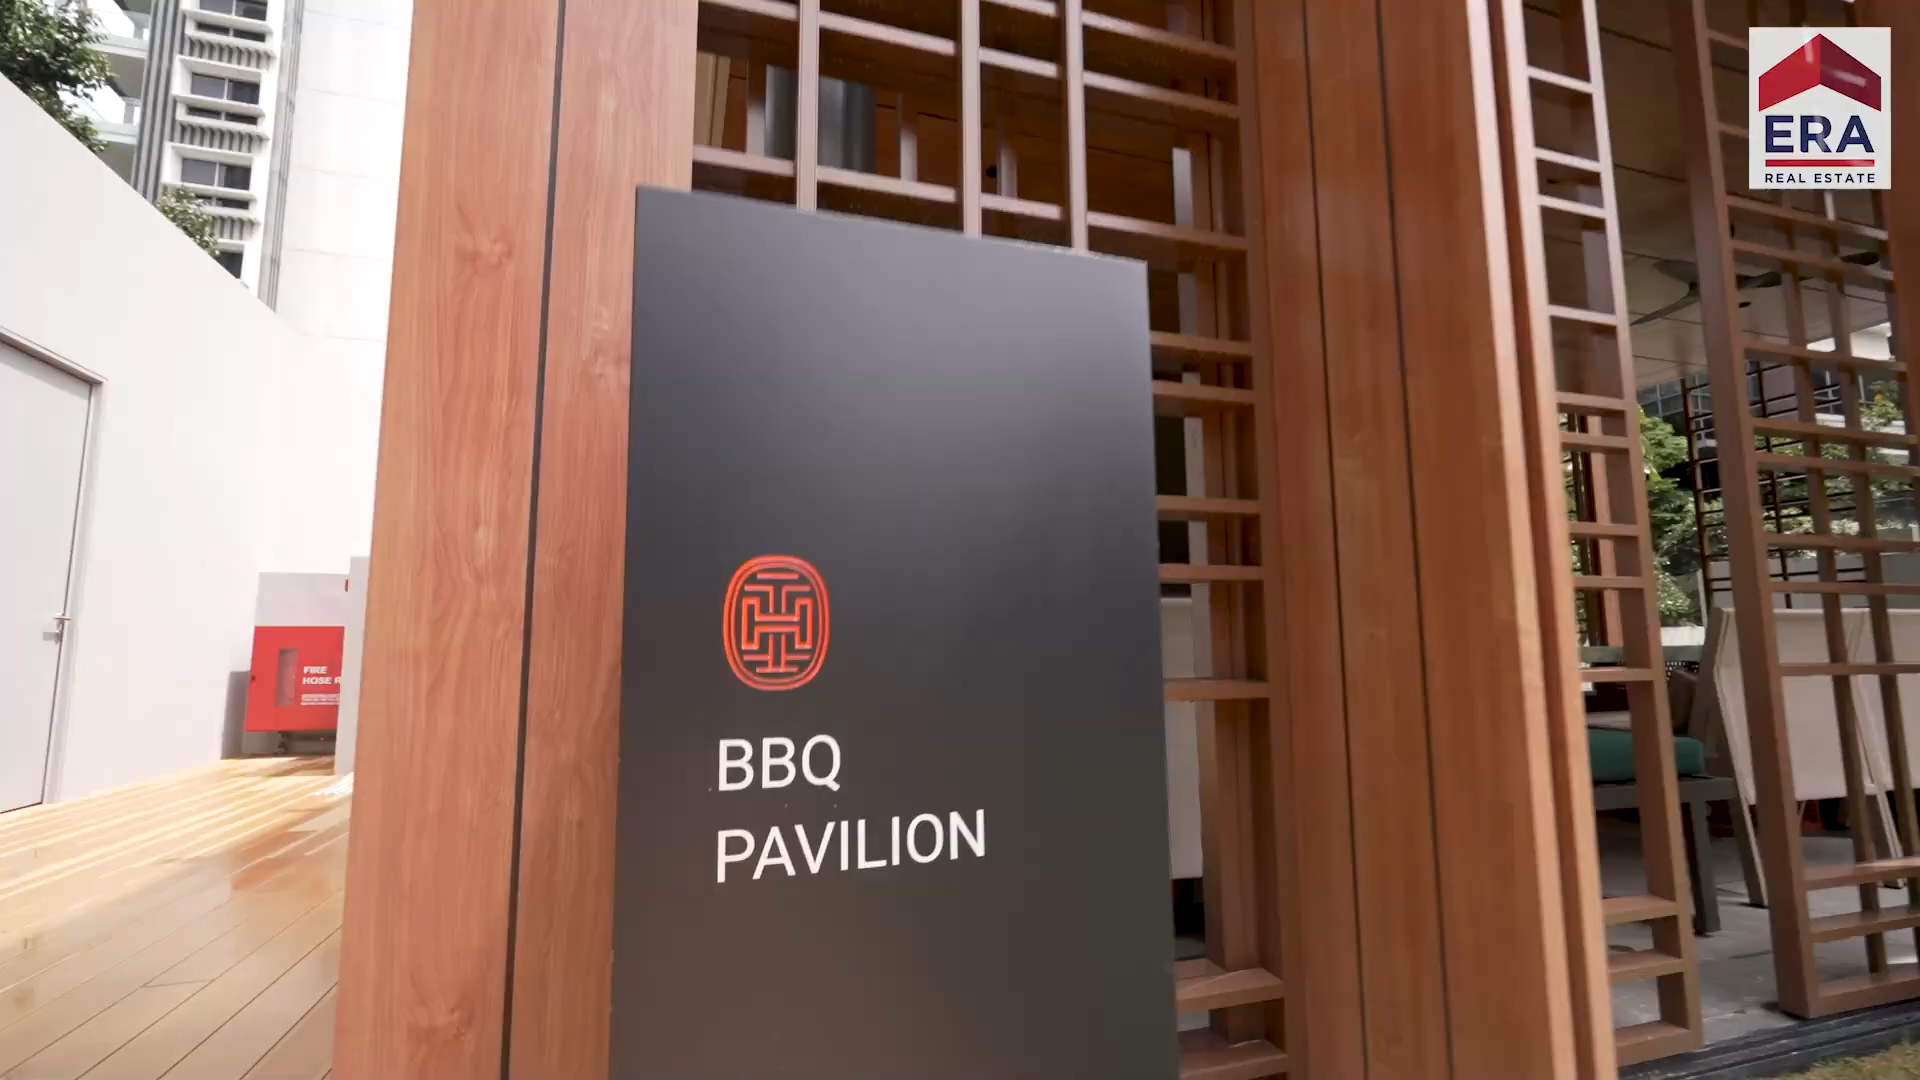 ERA
REAL ESTATE
FIRE
HOSE R
BBQ
PAVILION